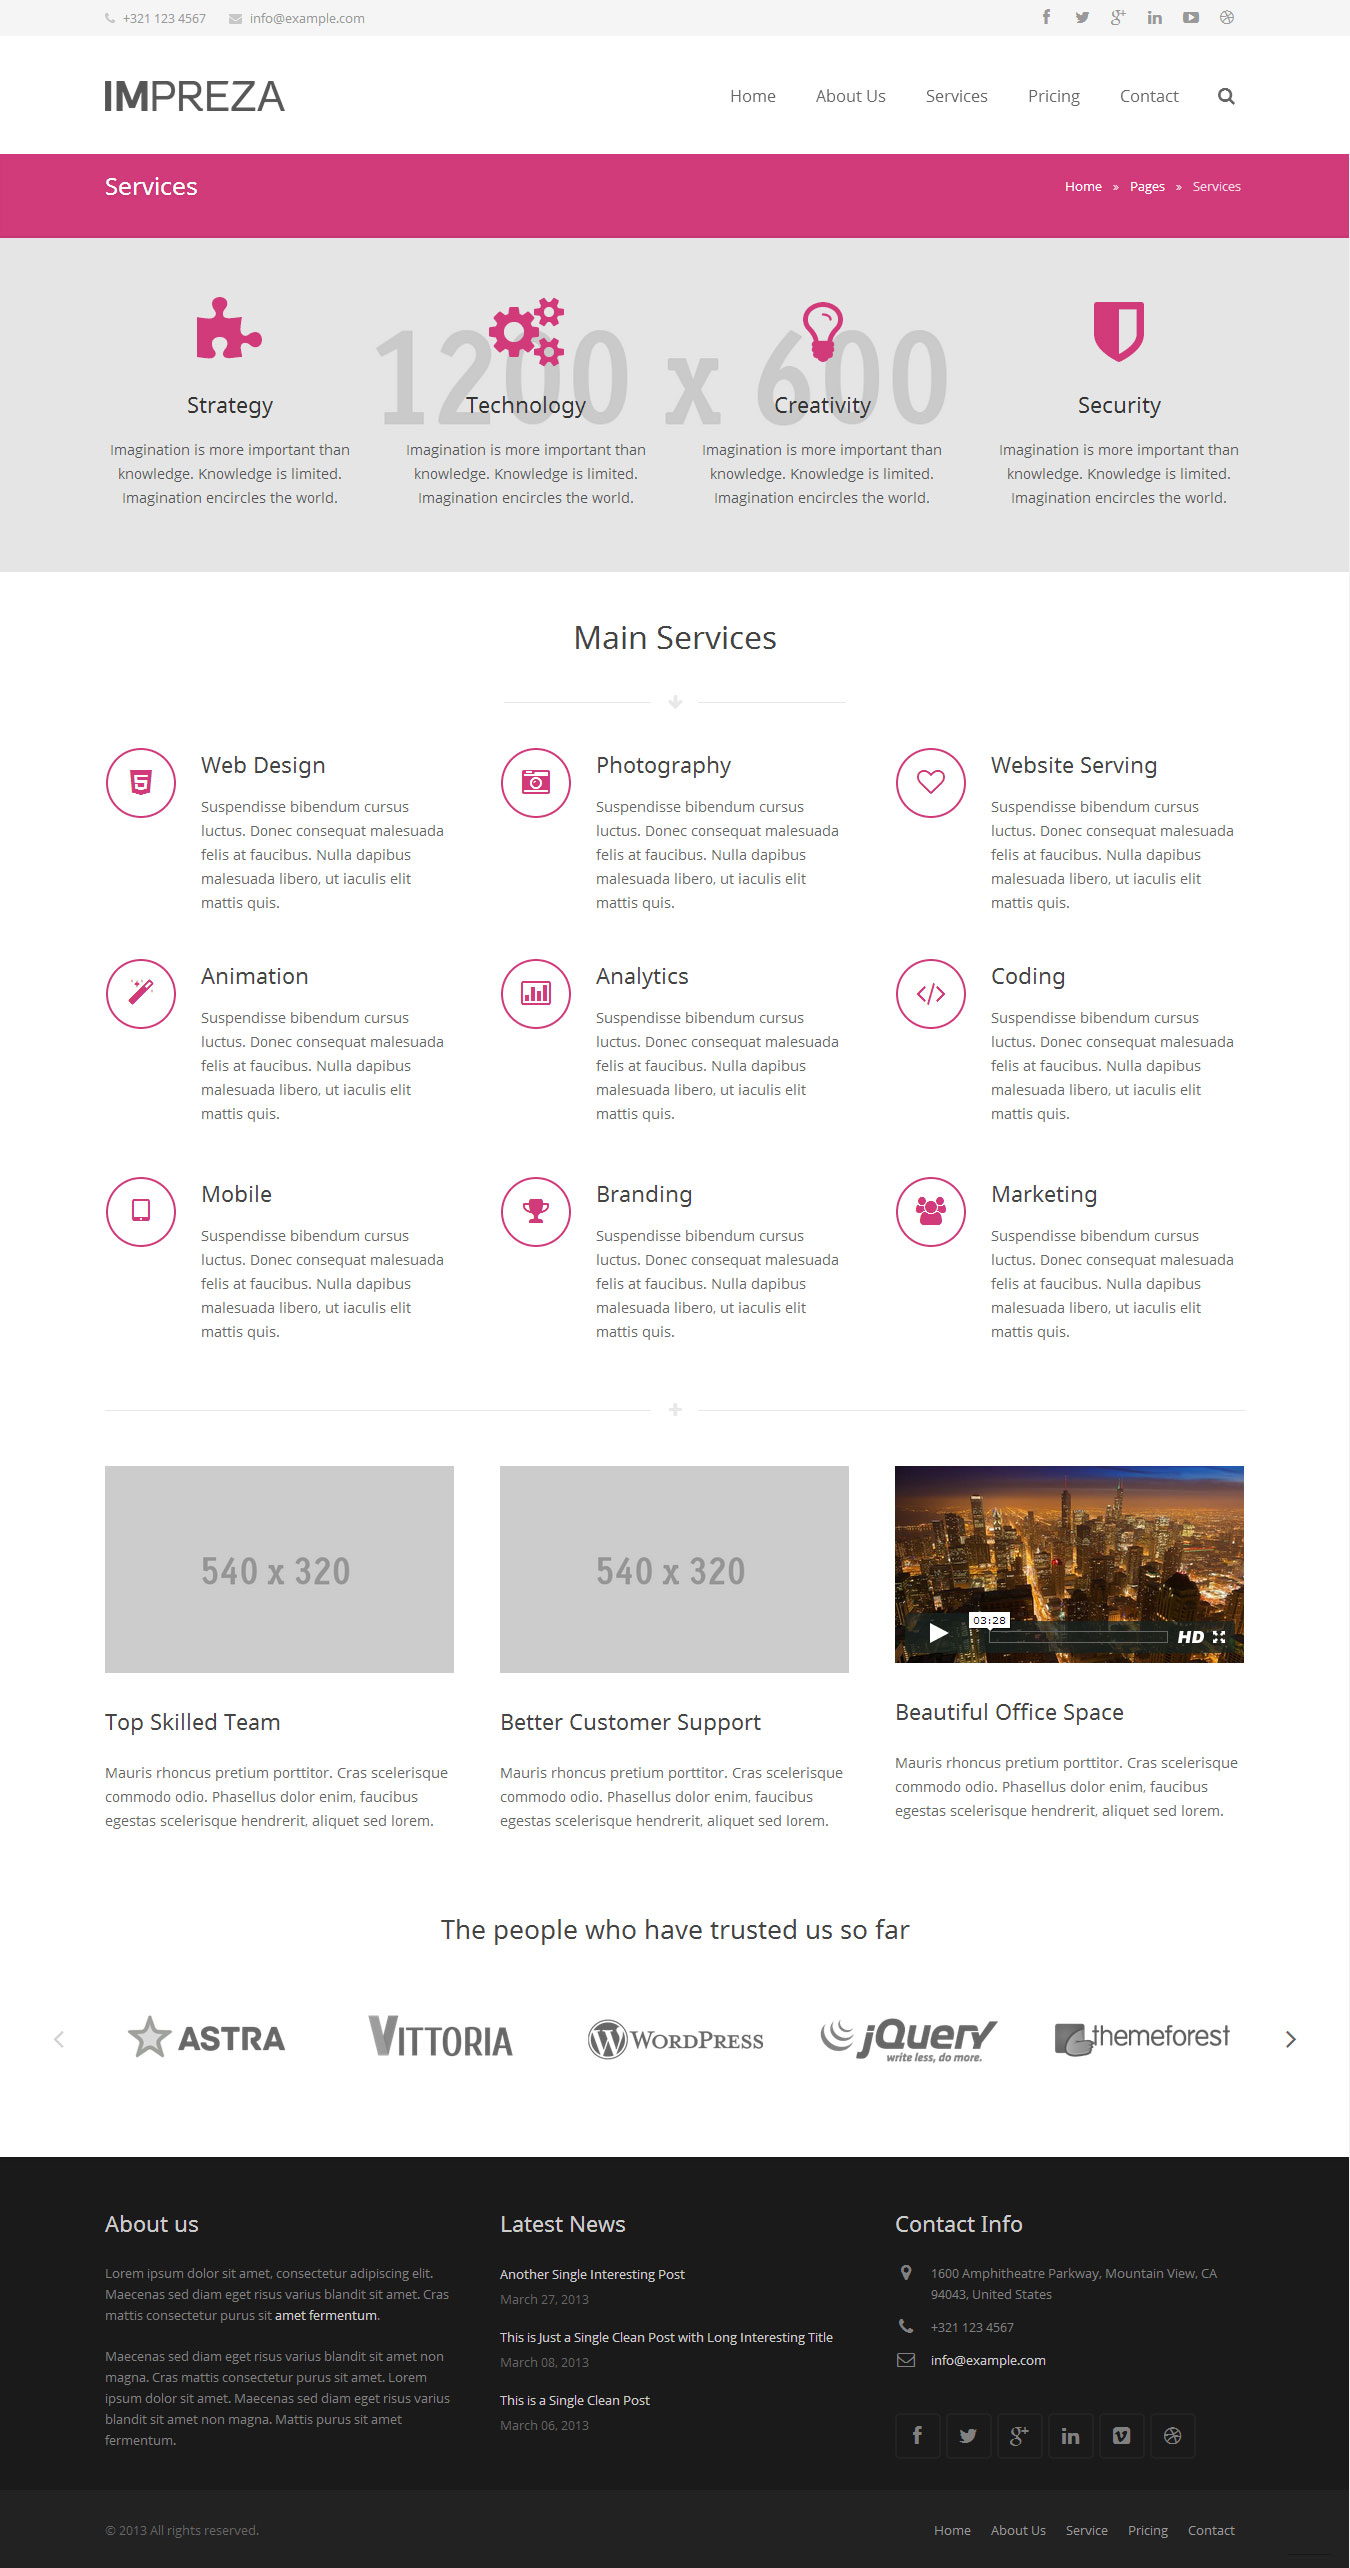 +321 123 4567 info@example.com
IMPREZA
Home About Us Services Pricing Contact
Services
Home » Pages » Services
1200 x 600
Strategy
Imagination is more important than
knowledge. Knowledge is limited.
Imagination encircles the world.
Technology
Imagination is more important than
knowledge. Knowledge is limited.
Imagination encircles the world.
Creativity
Imagination is more important than
knowledge. Knowledge is limited.
Imagination encircles the world.
Security
Imagination is more important than
knowledge. Knowledge is limited.
Imagination encircles the world.
Main Services
Web Design
Suspendisse bibendum cursus
luctus. Donec consequat malesuada
felis at faucibus. Nulla dapibus
malesuada libero, ut iaculis elit
mattis quis.
Photography
Suspendisse bibendum cursus
luctus. Donec consequat malesuada
felis at faucibus. Nulla dapibus
malesuada libero, ut iaculis elit
mattis quis.
Website Serving
Suspendisse bibendum cursus
luctus. Donec consequat malesuada
felis at faucibus. Nulla dapibus
malesuada libero, ut iaculis elit
mattis quis.
Animation
Suspendisse bibendum cursus
luctus. Donec consequat malesuada
felis at faucibus. Nulla dapibus
malesuada libero, ut iaculis elit
mattis quis.
Analytics
Suspendisse bibendum cursus
luctus. Donec consequat malesuada
felis at faucibus. Nulla dapibus
malesuada libero, ut iaculis elit
mattis quis.
Coding
Suspendisse bibendum cursus
luctus. Donec consequat malesuada
felis at faucibus. Nulla dapibus
malesuada libero, ut iaculis elit
mattis quis.
Mobile
Suspendisse bibendum cursus
luctus. Donec consequat malesuada
felis at faucibus. Nulla dapibus
malesuada libero, ut iaculis elit
mattis quis.
Branding
Suspendisse bibendum cursus
luctus. Donec consequat malesuada
felis at faucibus. Nulla dapibus
malesuada libero, ut iaculis elit
mattis quis.
Marketing
Suspendisse bibendum cursus
luctus. Donec consequat malesuada
felis at faucibus. Nulla dapibus
malesuada libero, ut iaculis elit
mattis quis.
540 x 320
Top Skilled Team
Mauris rhoncus pretium porttitor. Cras scelerisque
commodo odio. Phasellus dolor enim, faucibus
egestas scelerisque hendrerit, aliquet sed lorem.
540 x 320
Better Customer Support
Mauris rhoncus pretium porttitor. Cras scelerisque
commodo odio. Phasellus dolor enim, faucibus
egestas scelerisque hendrerit, aliquet sed lorem.
03:28
HD
Beautiful Office Space
Mauris rhoncus pretium porttitor. Cras scelerisque
commodo odio. Phasellus dolor enim, faucibus
egestas scelerisque hendrerit, aliquet sed lorem.
The people who have trusted us so far
ASTRA
VITTORIA
WORDPRESS
jQuery
write less, do more.
themeforest
About us
Lorem ipsum dolor sit amet, consectetur adipiscing elit.
Maecenas sed diam eget risus varius blandit sit amet. Cras
mattis consectetur purus sit amet fermentum.
Maecenas sed diam eget risus varius blandit sit amet non
magna. Cras mattis consectetur purus sit amet. Lorem
ipsum dolor sit amet. Maecenas sed diam eget risus varius
blandit sit amet non magna. Mattis purus sit amet
fermentum.
Latest News
Another Single Interesting Post
March 27, 2013
This is Just a Single Clean Post with Long Interesting Title
March 08, 2013
This is a Single Clean Post
March 06, 2013
Contact Info
1600 Amphitheatre Parkway, Mountain View, CA
94043, United States
+321 123 4567
info@example.com
© 2013 All rights reserved.
Home About Us Service Pricing Contact